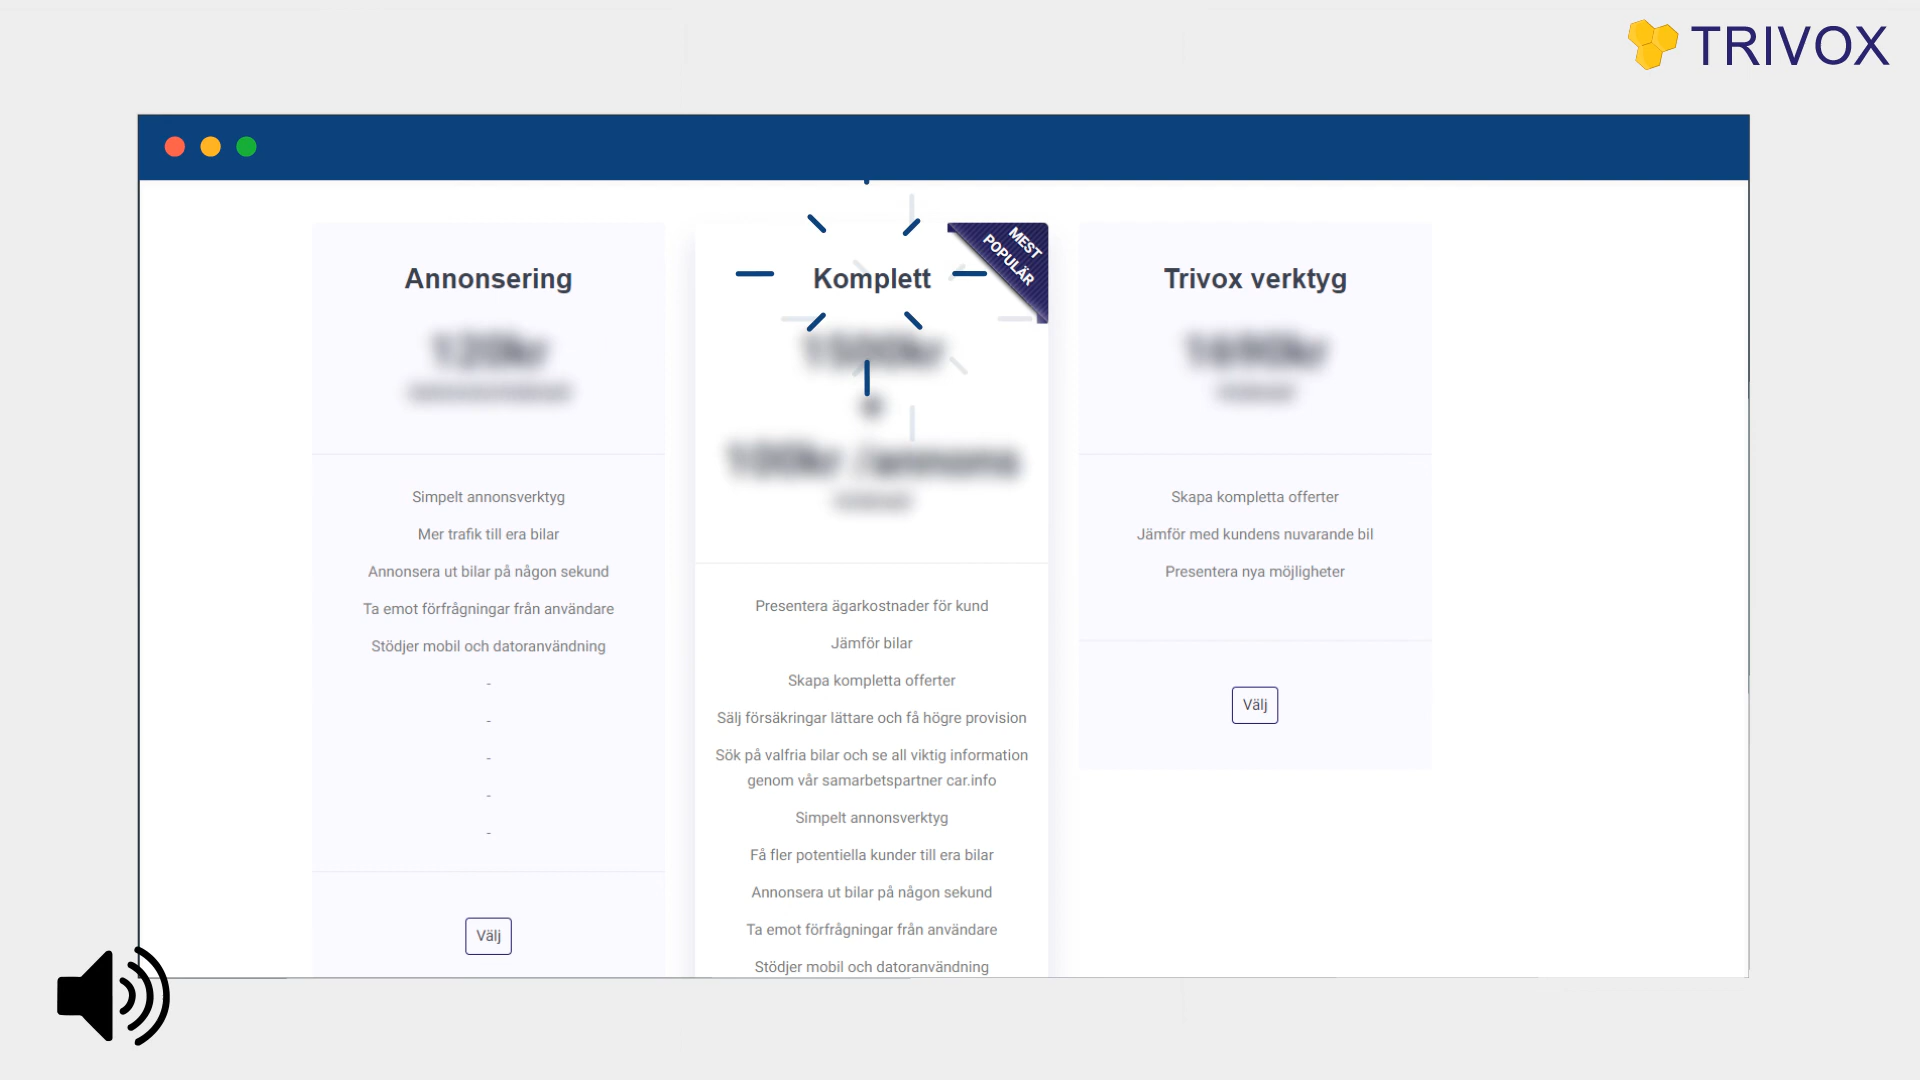 TRIVOX
Annonsering
120kr
Simpelt annonsverktyg
Mer trafik till era bilar
Annonsera ut bilar på någon sekund
Ta emot förfrågningar från användare
Stödjer mobil och datoranvändning
-
-
-
-
-
Välj
MEST
POPULÄR
Komplett
1500kr
+
100kr /annons
Presentera ägarkostnader för kund
Jämför bilar
Skapa kompletta offerter
Sälj försäkringar lättare och få högre provision
Sök på valfria bilar och se all viktig information
genom vår samarbetspartner car.info
Simpelt annonsverktyg
Få fler potentiella kunder till era bilar
Annonsera ut bilar på någon sekund
Ta emot förfrågningar från användare
Stödjer mobil och datoranvändning
Trivox verktyg
1690kr
Skapa kompletta offerter
Jämför med kundens nuvarande bil
Presentera nya möjligheter
Välj